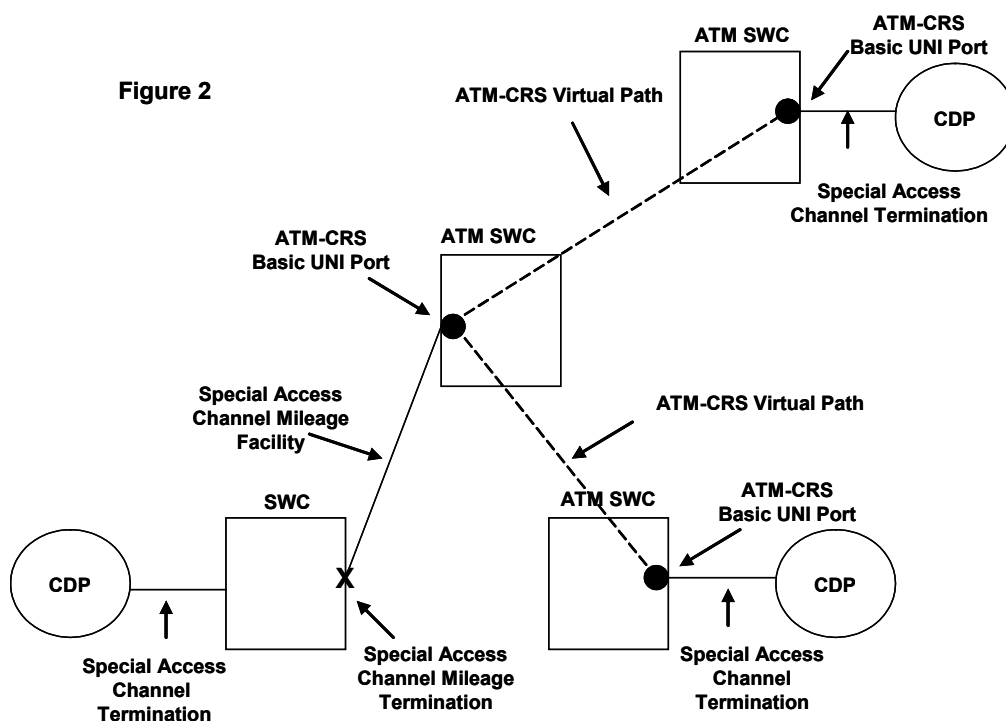 Figure 2
ATM SWC
ATM-CRS
Basic UNI Port
ATM-CRS Virtual Path
CDP
Special Access
Channel Termination
ATM-CRS
Basic UNI Port
ATM SWC
Special Access
Channel Mileage
Facility
ATM-CRS Virtual Path
SWC
ATM SWC
ATM-CRS
Basic UNI Port
CDP
X
CDP
Special Access
Channel
Termination
Special Access
Channel Mileage
Termination
Special Access
Channel
Termination